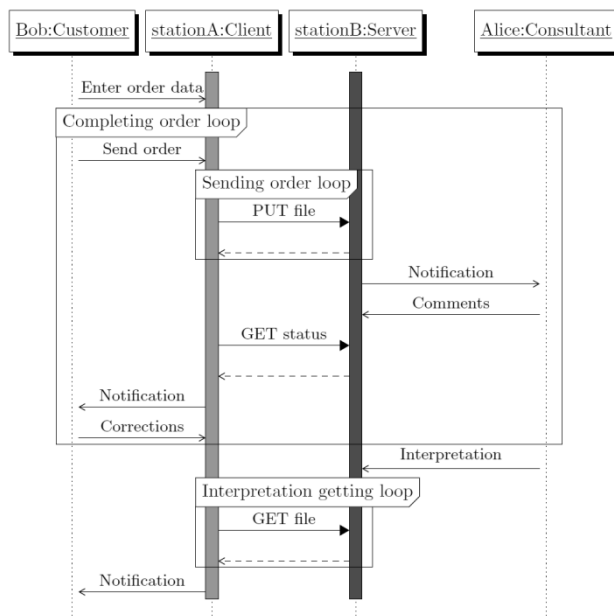 Bob:Customer
stationA:Client
stationB:Server
Alice:Consultant
Enter order data
Completing order loop
Send order
Sending order loop
PUT file
Notification
Comments
GET status
Notification
Corrections
Interpretation
Interpretation getting loop
GET file
Notification